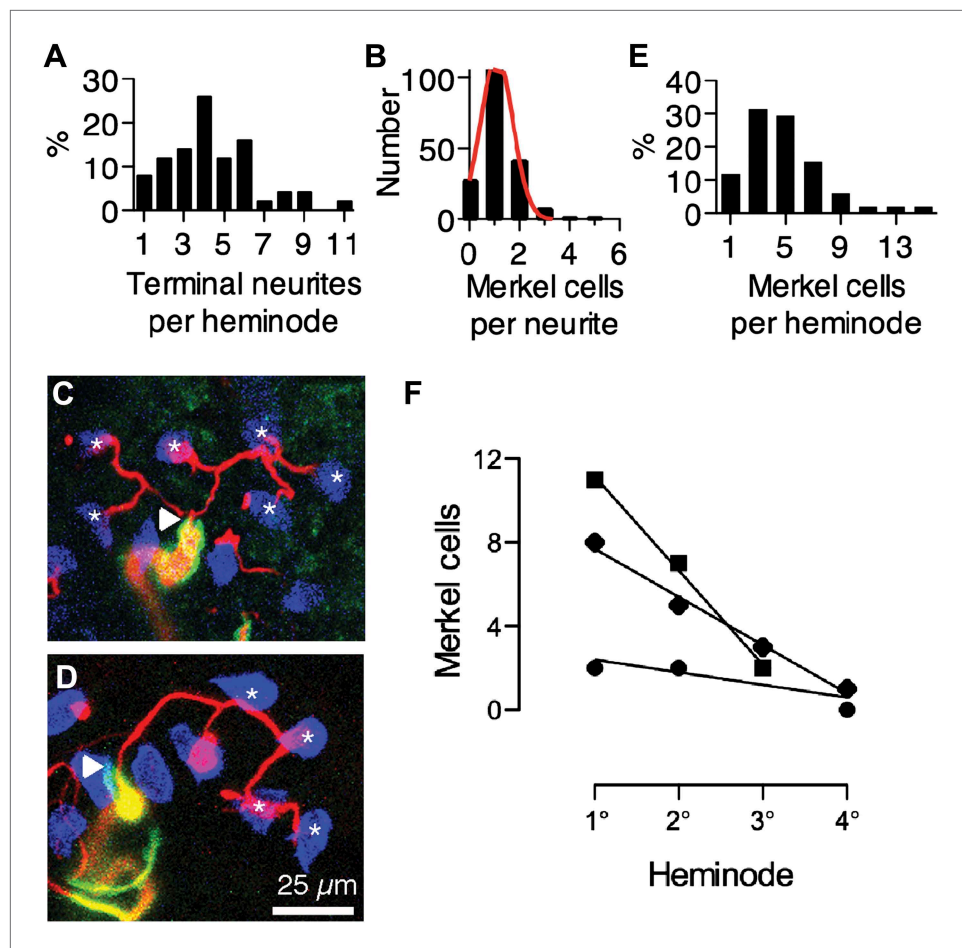 A
30
20
10
0
%
1 3 5 7 9 11
Terminal neurites
per heminode
B
100
50
0
Number
0 2 4 6
Merkel cells
per neurite
E
40
30
20
10
0
%
1 5 9 13
Merkel cells
per heminode
C
* * * * * *
D
* * * *
25 µm
F
12
8
4
0
Merkel cells
1° 2° 3° 4°
Heminode